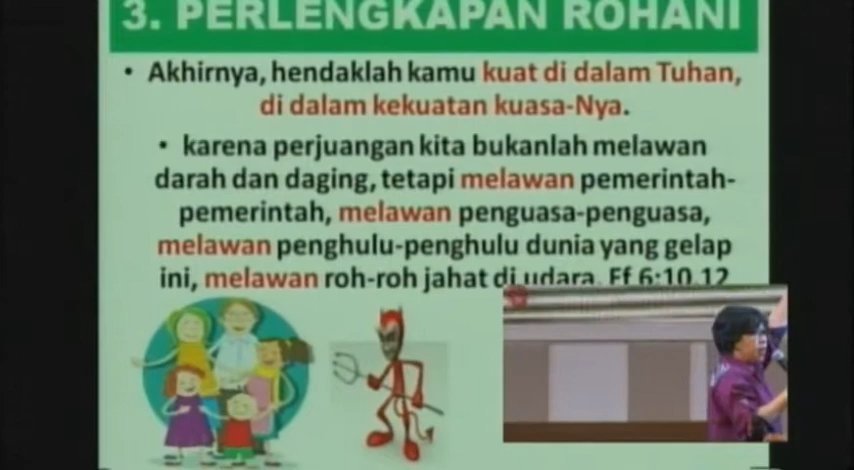 3. PERLENGKAPAN ROHANI
• Akhirnya, hendaklah kamu kuat di dalam Tuhan,
di dalam kekuatan kuasa-Nya.
• karena perjuangan kita bukanlah melawan
darah dan daging, tetapi melawan pemerintah-
pemerintah, melawan penguasa-penguasa,
melawan penghulu-penghulu dunia yang gelap
ini, melawan roh-roh jahat di udara. Ef 6:10,12